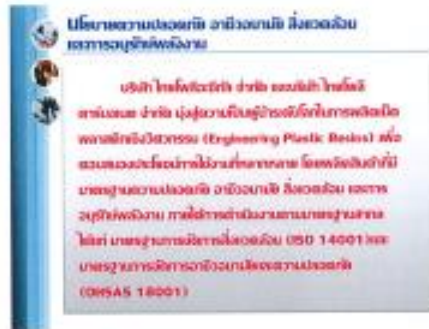 นโยบายความปลอดภัย อาชีวอนามัย สิ่งแวดล้อม
และการอนุรักษ์พลังงาน
บริษัท ไทยโพลีอะซีทัล จำกัด และบริษัท ไทยโพลี
คาร์บอเนต จำกัด มุ่งสู่ความเป็นผู้นำระดับโลกในการผลิตเม็ด
พลาสติกเชิงวิศวกรรม (Engineering Plastic Resins) เพื่อ
ตอบสนองประโยชน์การใช้งานที่หลากหลาย โดยผลิตสินค้าที่มี
มาตรฐานความปลอดภัย อาชีวอนามัย สิ่งแวดล้อม และการ
อนุรักษ์พลังงาน ภายใต้การดำเนินงานตามมาตรฐานสากล
ได้แก่ มาตรฐานการจัดการสิ่งแวดล้อม (ISO 14001) และ
มาตรฐานการจัดการอาชีวอนามัยและความปลอดภัย
(OHSAS 18001)